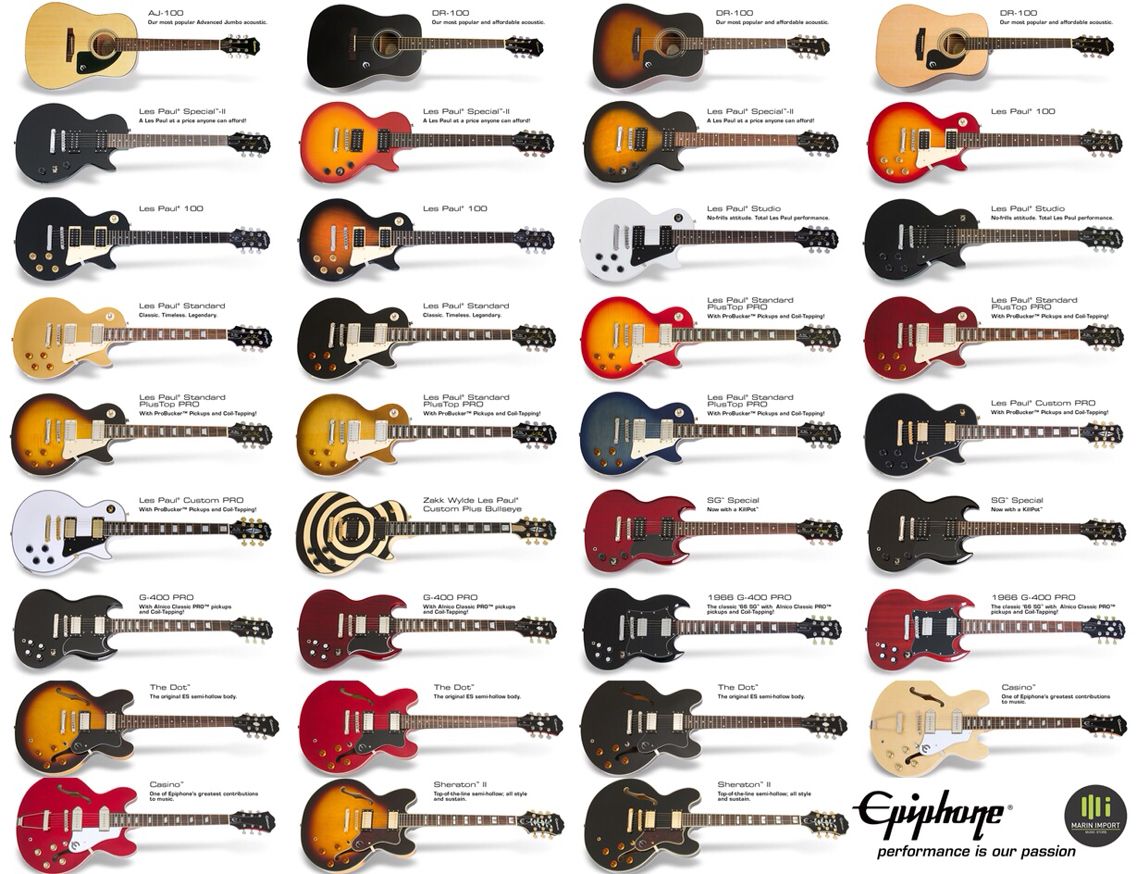 AJ-100
Our most popular Advanced Jumbo acoustic.
DR-100
Our most popular and affordable acoustic.
DR-100
Our most popular and affordable acoustic.
DR-100
Our most popular and affordable acoustic.
Les Paul® Special™-II
A Les Paul at a price anyone can afford!
Les Paul® Special™-II
A Les Paul at a price anyone can afford!
Les Paul® Special™-II
A Les Paul at a price anyone can afford!
Les Paul® 100
Les Paul® 100
Les Paul® 100
Les Paul® Studio
No-frills attitude. Total Les Paul performance.
Les Paul® Studio
No-frills attitude. Total Les Paul performance.
Les Paul® Standard
Classic. Timeless. Legendary.
Les Paul® Standard
Classic. Timeless. Legendary.
Les Paul® Standard
PlusTop PRO
With ProBucker™ Pickups and Coil-Tapping!
Les Paul® Standard
PlusTop PRO
With ProBucker™ Pickups and Coil-Tapping!
Les Paul® Standard
PlusTop PRO
With ProBucker™ Pickups and Coil-Tapping!
Les Paul® Standard
PlusTop PRO
With ProBucker™ Pickups and Coil-Tapping!
Les Paul® Standard
PlusTop PRO
With ProBucker™ Pickups and Coil-Tapping!
Les Paul® Custom PRO
With ProBucker™ Pickups and Coil-Tapping!
Les Paul® Custom PRO
With ProBucker™ Pickups and Coil-Tapping!
Zakk Wylde Les Paul®
Custom Plus Bullseye
SG™ Special
Now with a KillPot™
SG™ Special
Now with a KillPot™
G-400 PRO
With Alnico Classic PRO™ pickups
and Coil-Tapping!
G-400 PRO
With Alnico Classic PRO™ pickups
and Coil-Tapping!
1966 G-400 PRO
The classic '66 SG™ with Alnico Classic PRO™
pickups and Coil-Tapping!
1966 G-400 PRO
The classic '66 SG™ with Alnico Classic PRO™
pickups and Coil-Tapping!
The Dot™
The original ES semi-hollow body.
The Dot™
The original ES semi-hollow body.
The Dot™
The original ES semi-hollow body.
Casino™
One of Epiphone's greatest contributions
to music.
Casino™
One of Epiphone's greatest contributions
to music.
Sheraton™ II
Top-of-the-line semi-hollow; all style
and sustain.
Sheraton™ II
Top-of-the-line semi-hollow; all style
and sustain.
Epiphone®
performance is our passion
MARIN IMPORT
MUSIC STORE